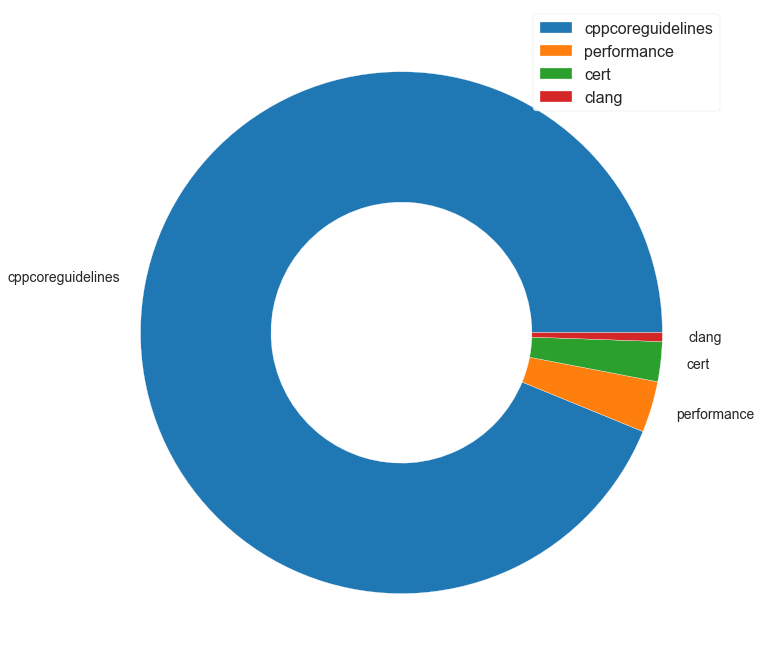 cppcoreguidelines
performance
cert
clang
cppcoreguidelines
clang
cert
performance